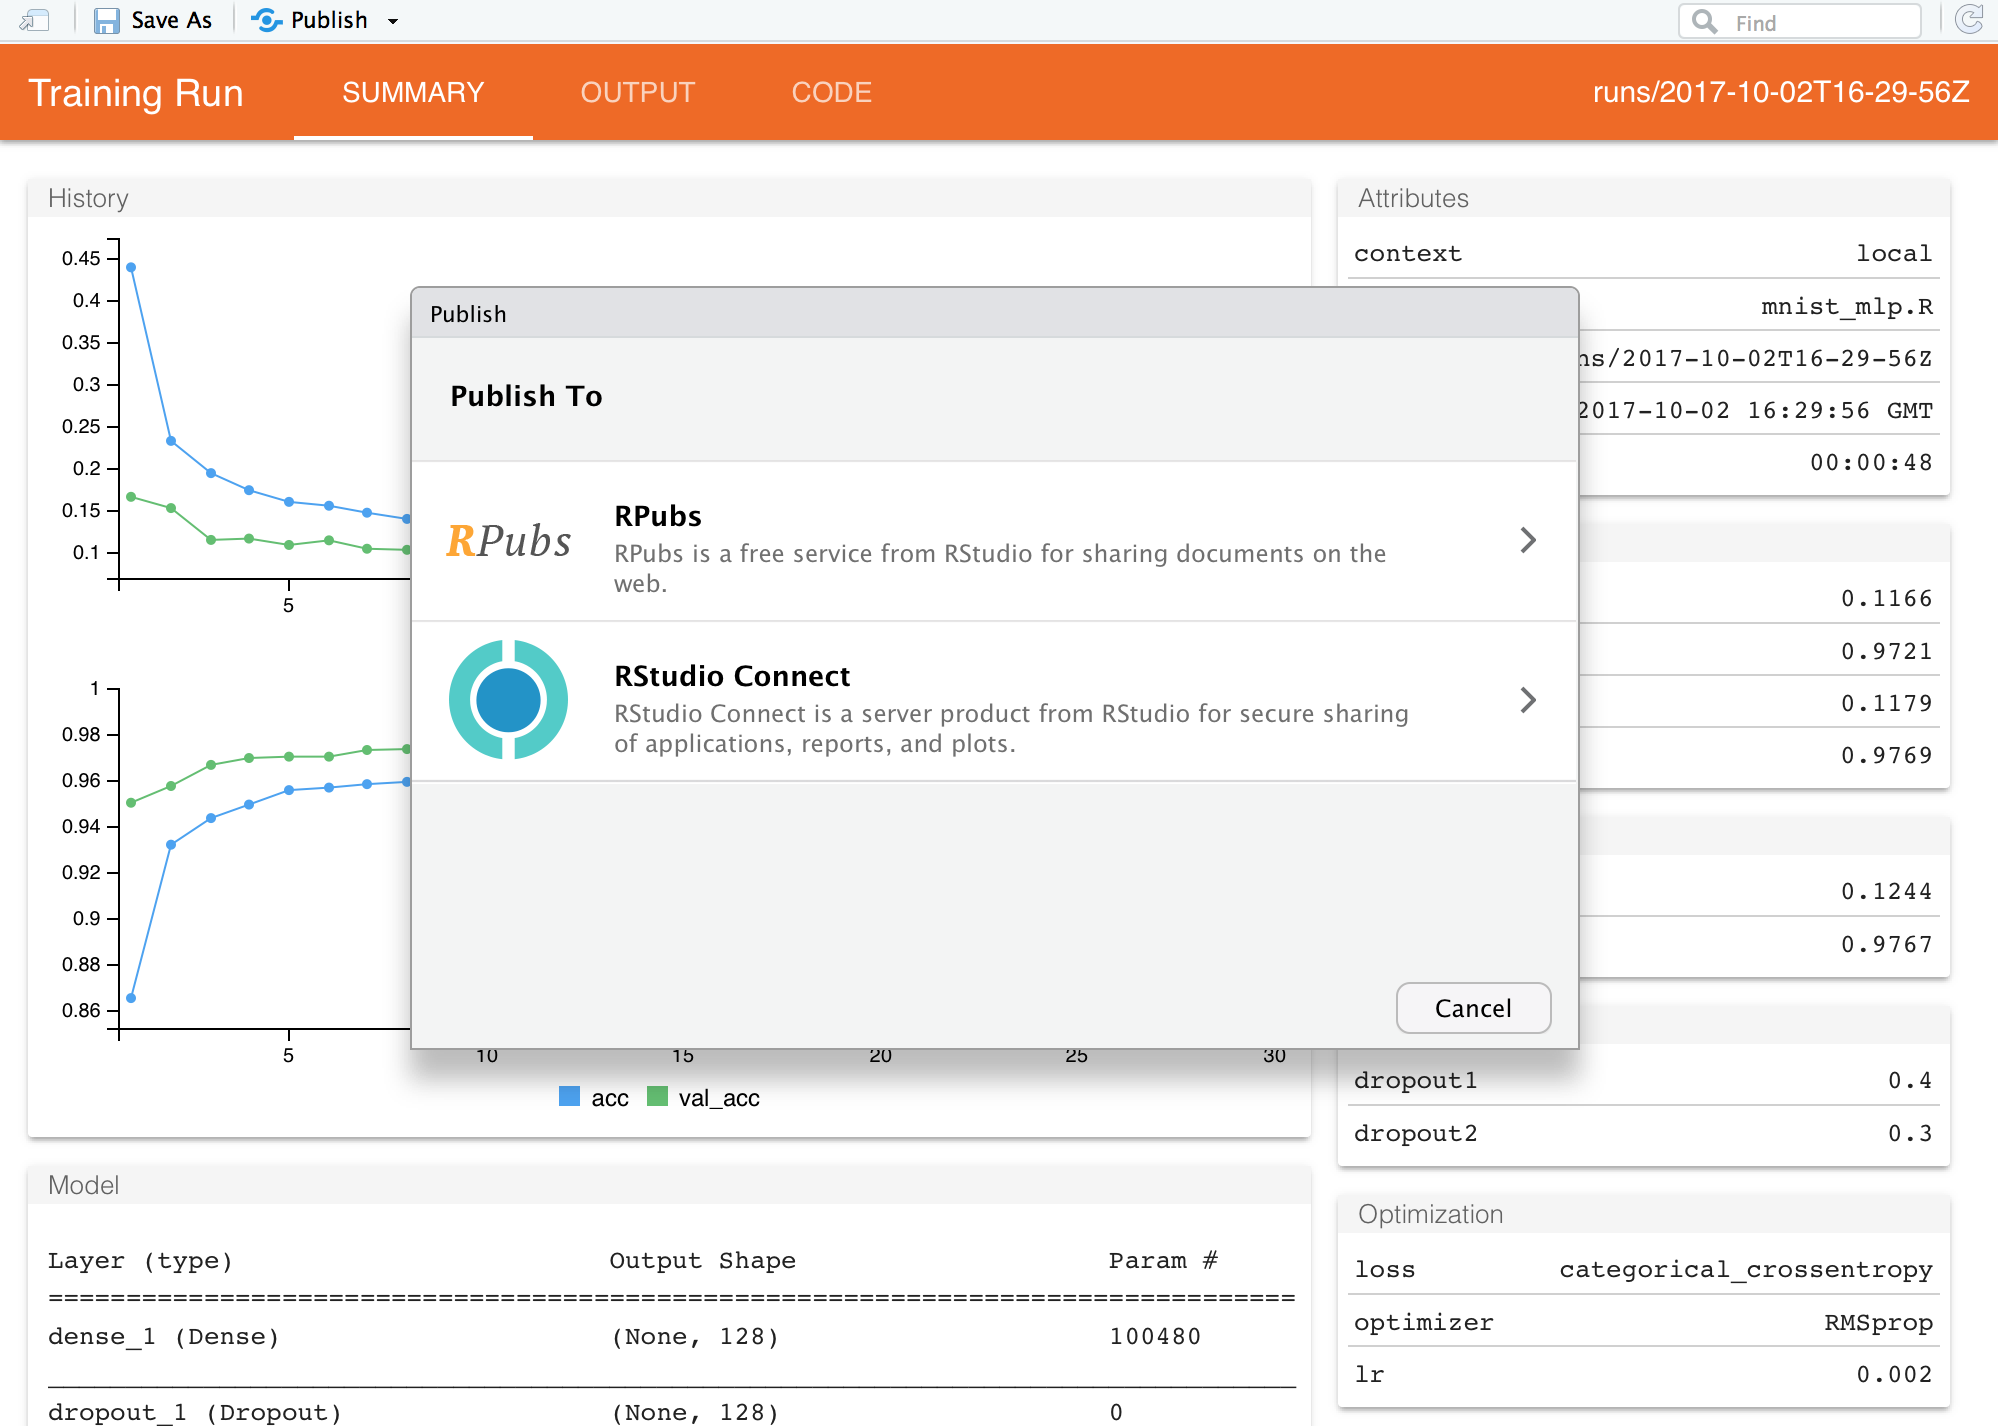 Save As Publish Find
Training Run SUMMARY OUTPUT CODE runs/2017-10-02T16-29-56Z
History
0.45
0.4
0.35
0.3
0.25
0.2
0.15
0.1
5
1
0.98
0.96
0.94
0.92
0.9
0.88
0.86
5 10 15 20 25 30
acc val_acc
Publish
Publish To
RPubs
RPubs
RPubs is a free service from RStudio for sharing documents on the
web.
RStudio Connect
RStudio Connect is a server product from RStudio for secure sharing
of applications, reports, and plots.
Cancel
Attributes
context local
mnist_mlp.R
ns/2017-10-02T16-29-56Z
2017-10-02 16:29:56 GMT
00:00:48
0.1166
0.9721
0.1179
0.9769
0.1244
0.9767
dropout1 0.4
dropout2 0.3
Model
Layer (type) Output Shape Param #
================================================================================
dense_1 (Dense) (None, 128) 100480
dropout_1 (Dropout) (None, 128) 0
Optimization
loss categorical_crossentropy
optimizer RMSprop
lr 0.002